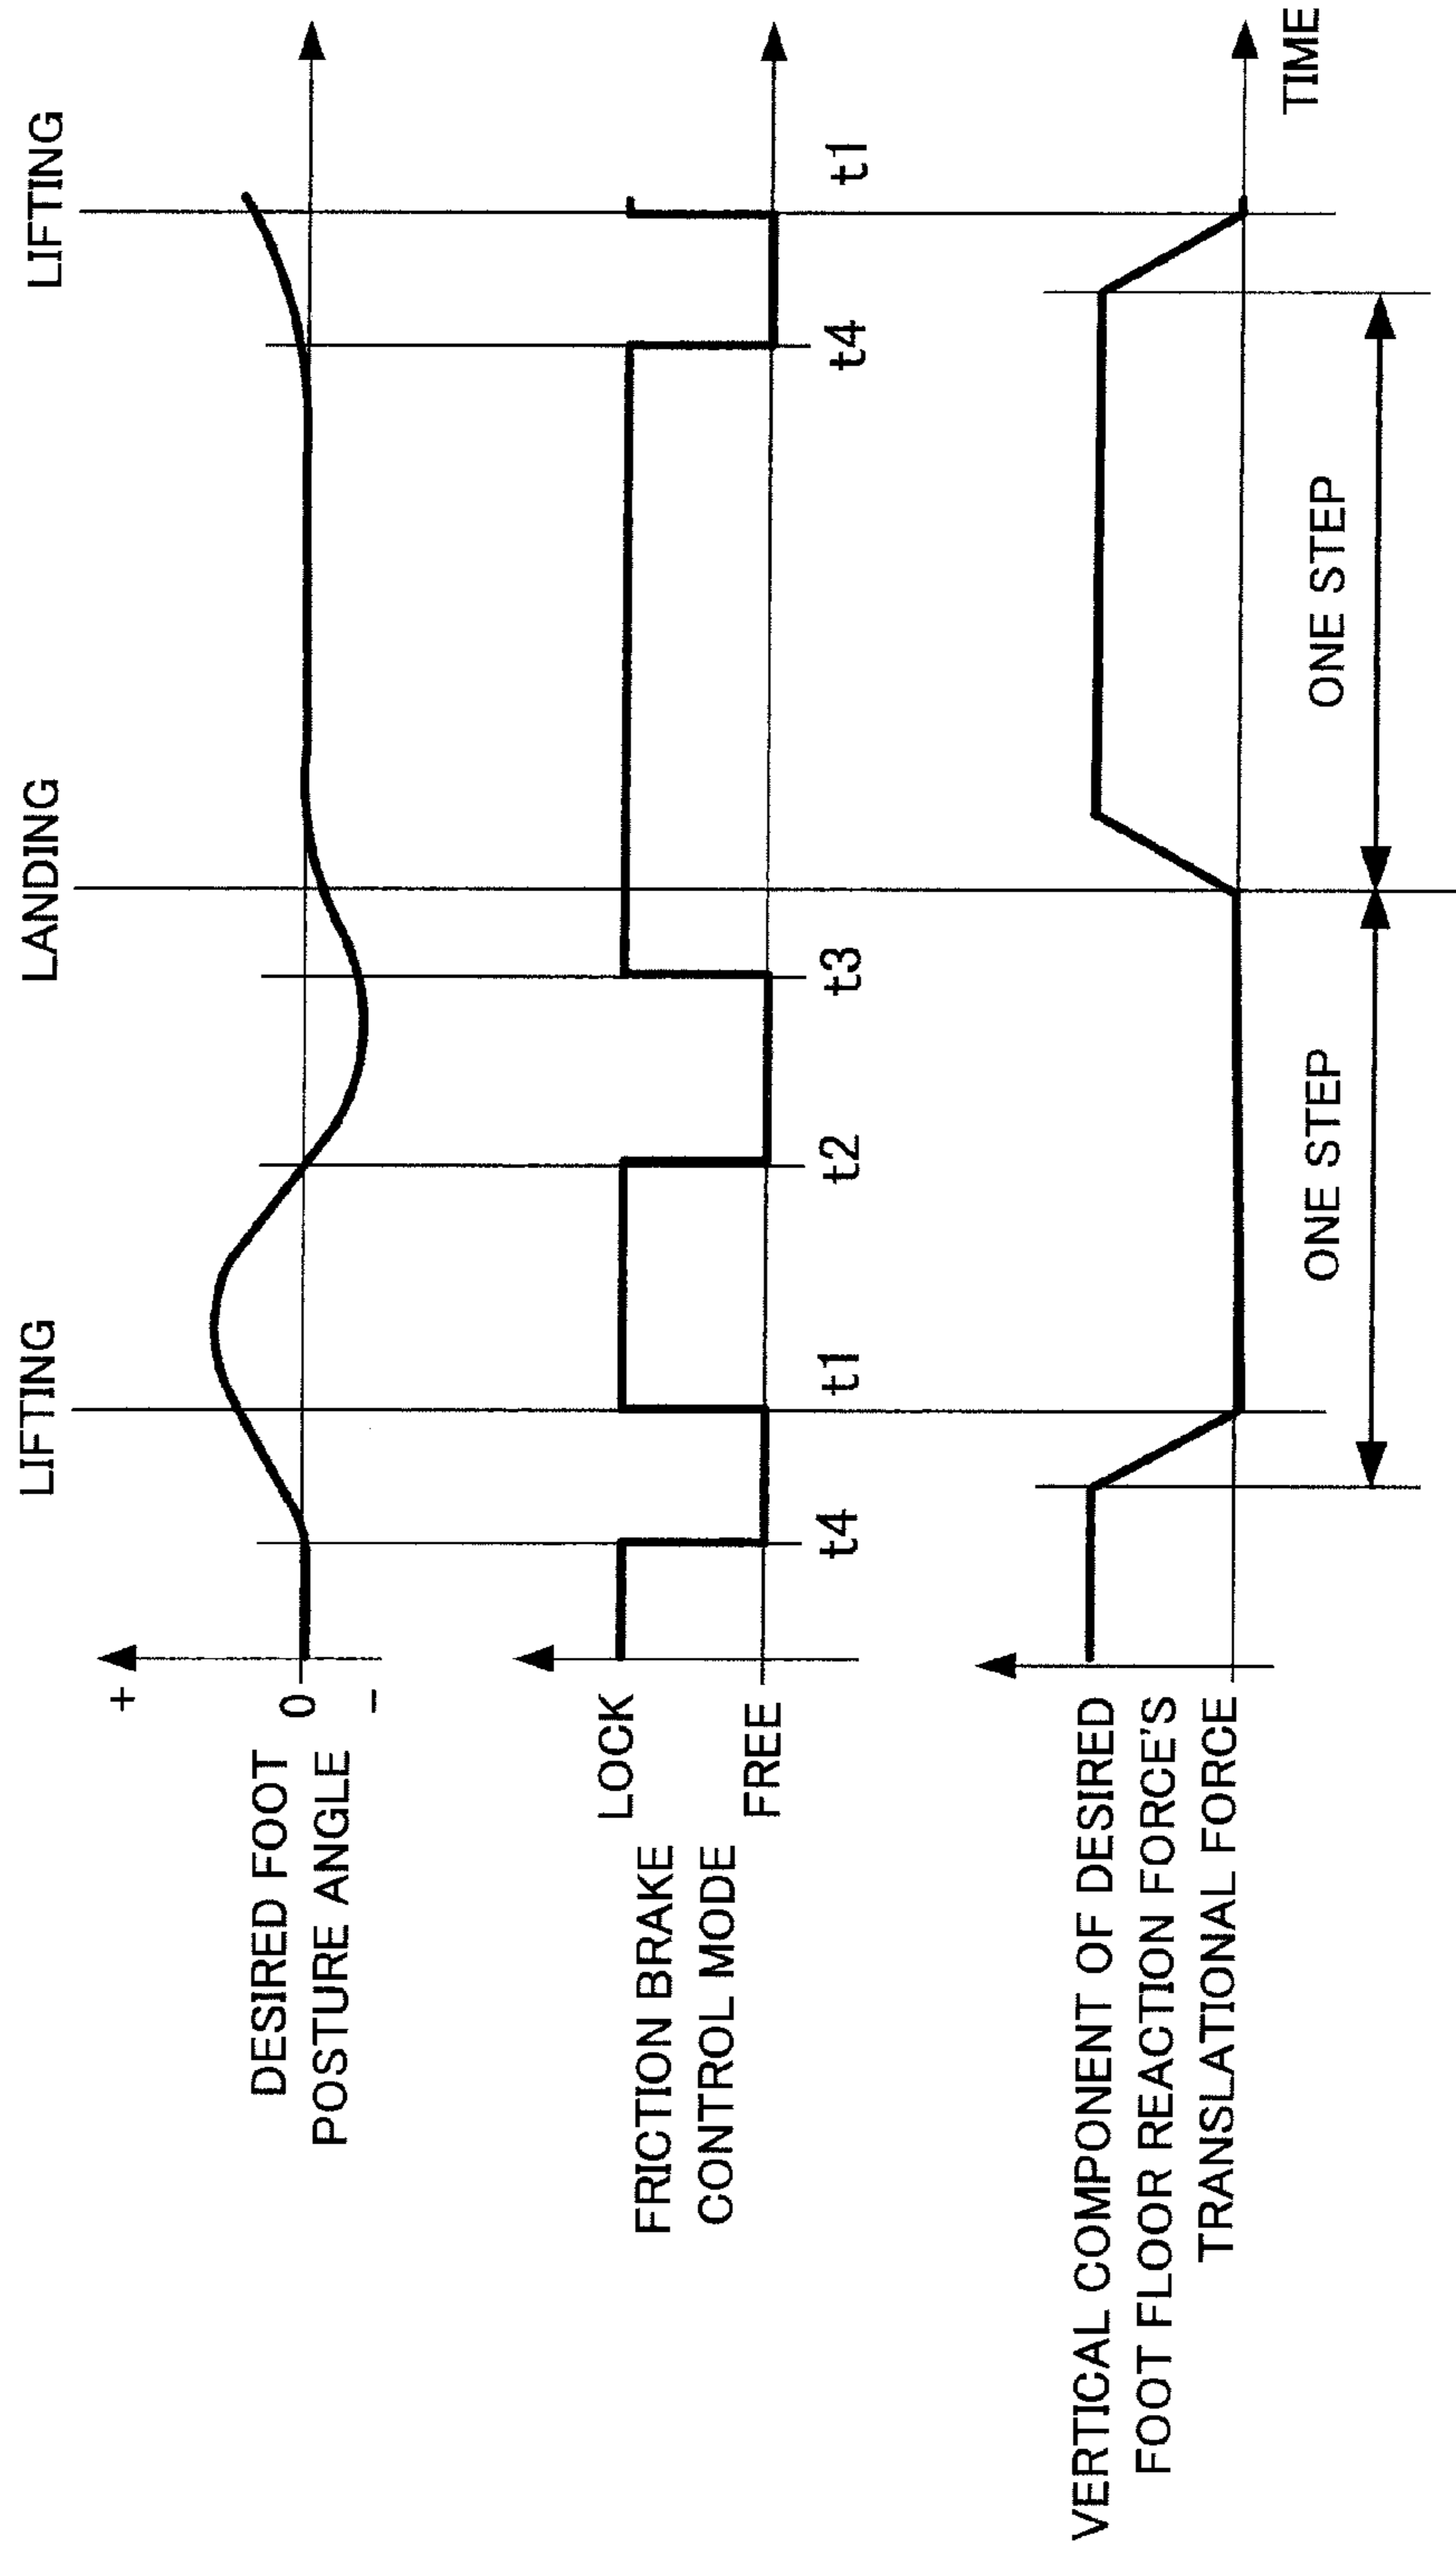 LIFTING
LANDING
LIFTING
+
0
−
DESIRED FOOT
POSTURE ANGLE
LOCK
FREE
FRICTION BRAKE
CONTROL MODE
t4
t1
t2
t3
t4
t1
VERTICAL COMPONENT OF DESIRED
FOOT FLOOR REACTION FORCE'S
TRANSLATIONAL FORCE
TIME
ONE STEP
ONE STEP